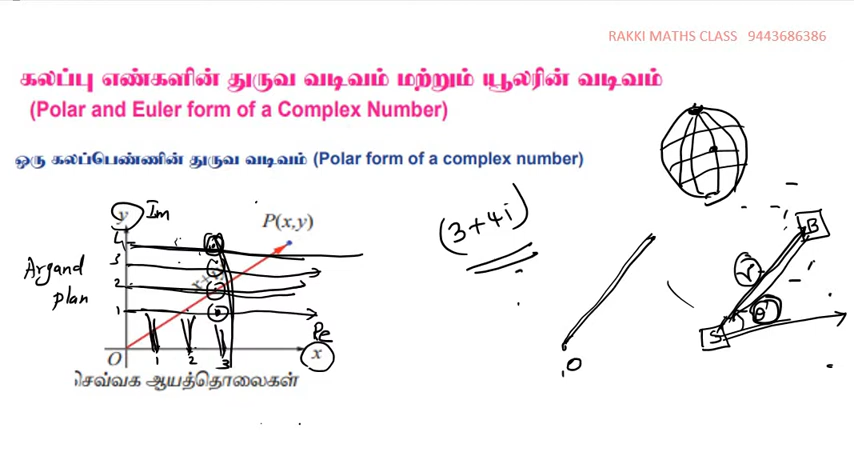 RAKKI MATHS CLASS 9443686386
கலப்பு எண்களின் துருவ வடிவம் மற்றும் யூலரின் வடிவம்
(Polar and Euler form of a Complex Number)
ஒரு கலப்பெண்ணின் துருவ வடிவம் (Polar form of a complex number)
y Im
P(x,y)
(3+4i)
B
4
3
Argand
plan
2
1
r
θ
S
Re
O
1 2 3
x
O
செவ்வக ஆயத்தொலைகள்